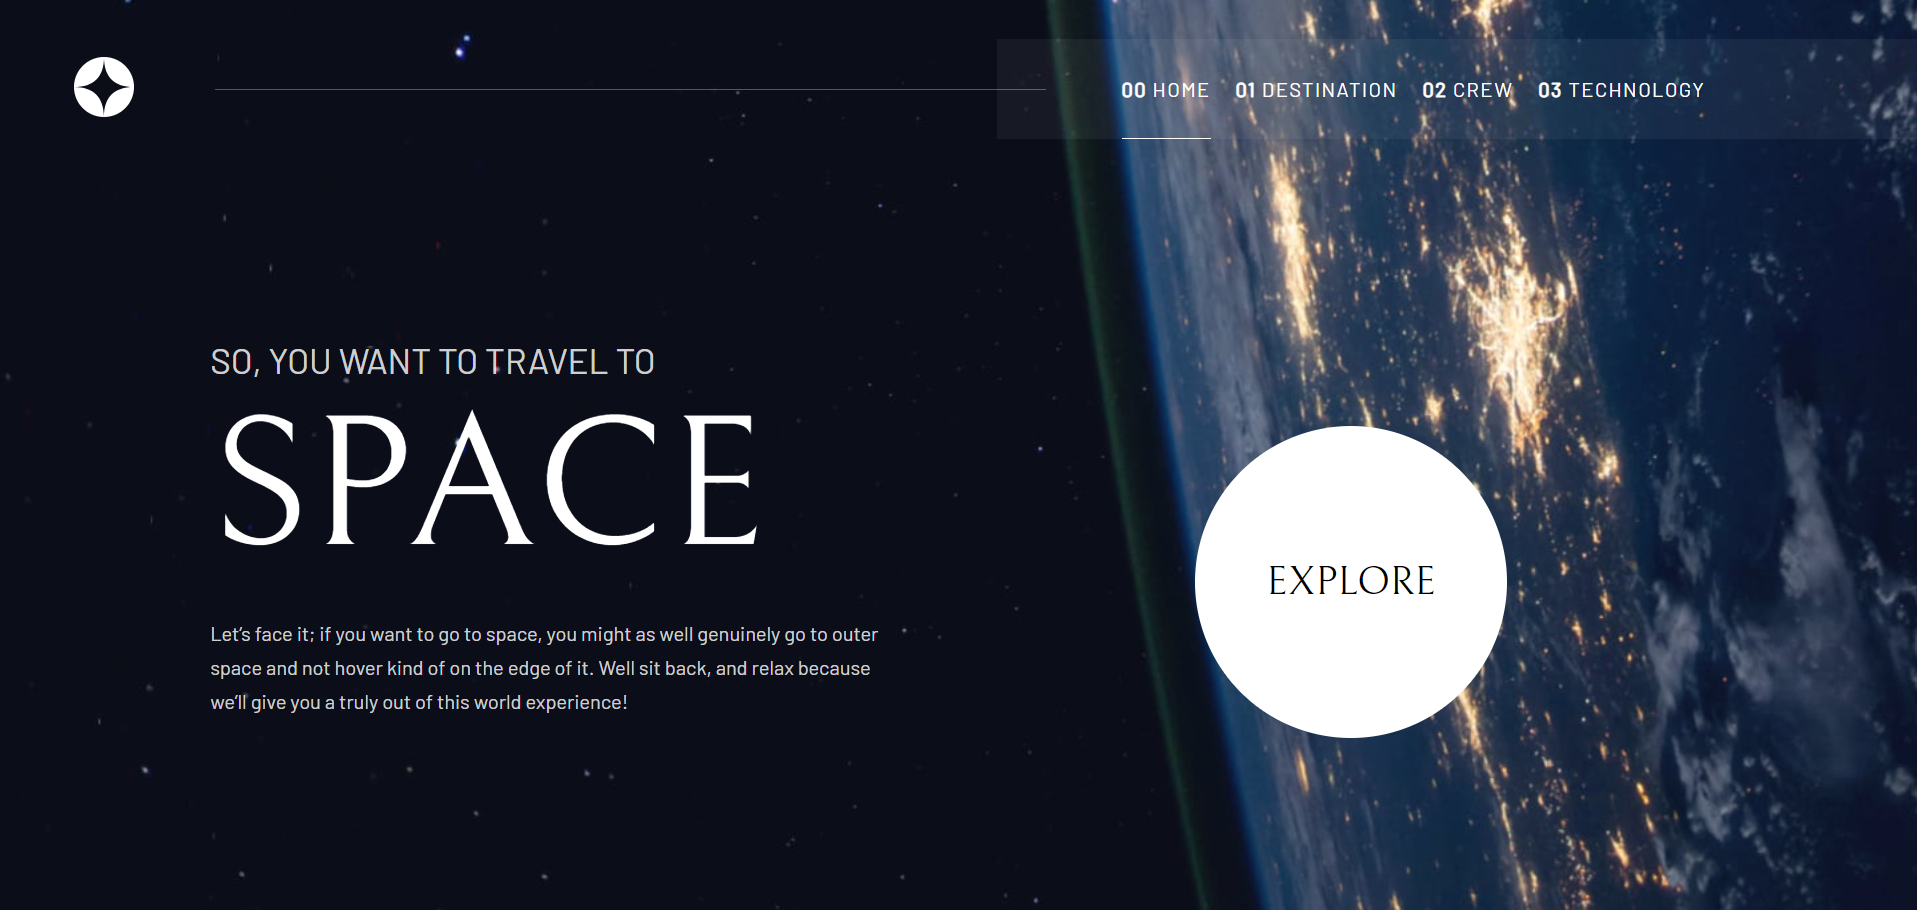 00 HOME 01 DESTINATION 02 CREW 03 TECHNOLOGY
SO, YOU WANT TO TRAVEL TO
SPACE
Let’s face it; if you want to go to space, you might as well genuinely go to outer
space and not hover kind of on the edge of it. Well sit back, and relax because
we’ll give you a truly out of this world experience!
EXPLORE